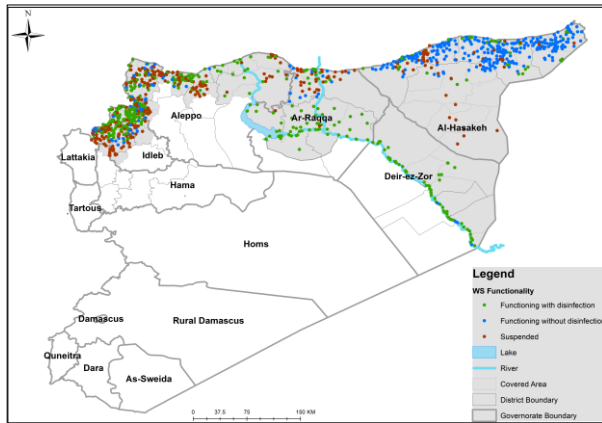 N
Aleppo
Ar-Raqqa
Al-Hasakeh
Lattakia
Idleb
Deir-ez-Zor
Hama
Tartous
Homs
Damascus
Rural Damascus
Quneitra
Dara
As-Sweida
0 37.5 75 150 KM
Legend
WS Functionality
Functioning with disinfection
Functioning without disinfection
Suspended
Lake
River
Covered Area
District Boundary
Governorate Boundary